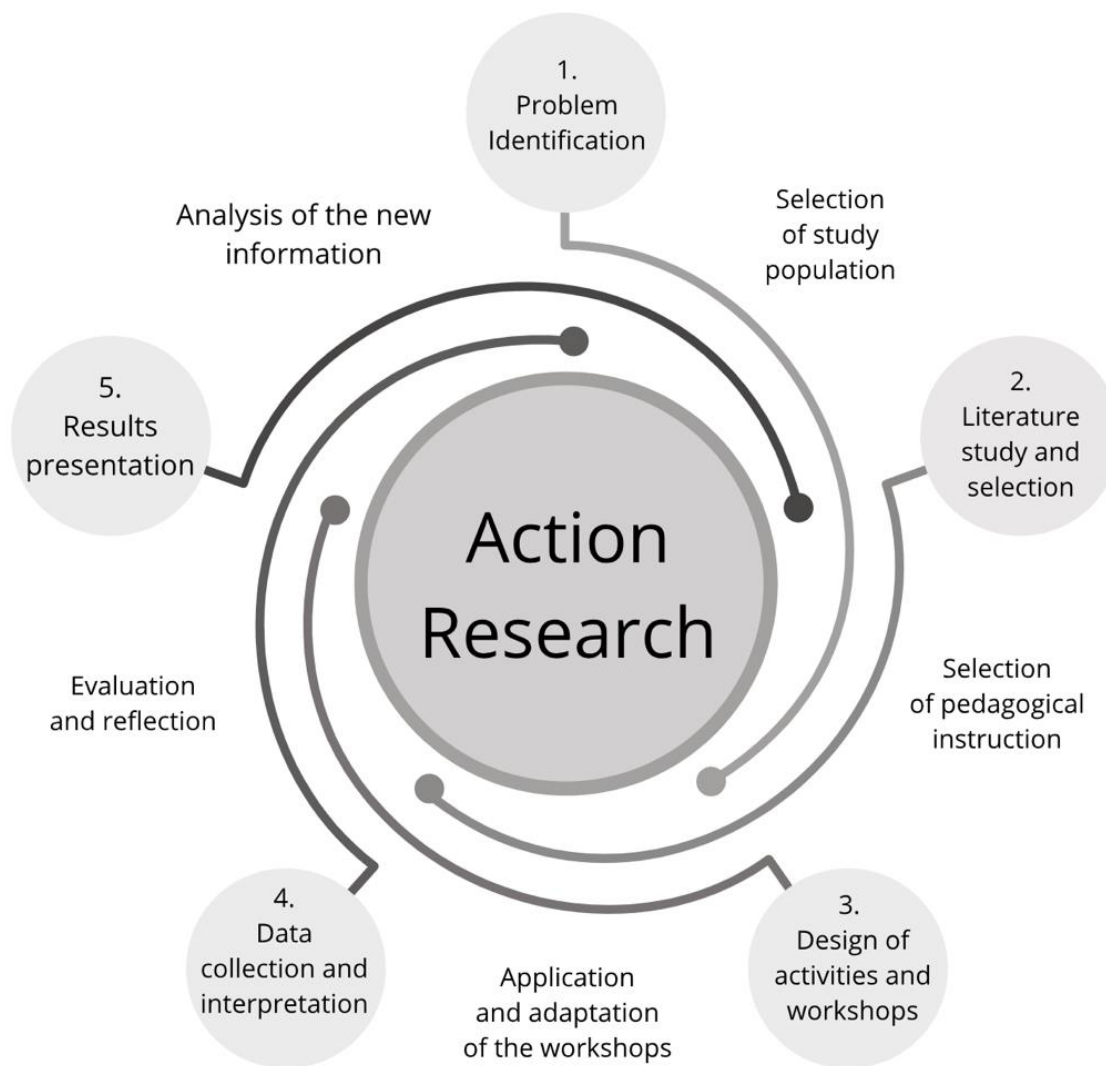 1.
Problem
Identification
Selection
of study
population
2.
Literature
study and
selection
Selection
of pedagogical
instruction
3.
Design of
activities and
workshops
Application
and adaptation
of the workshops
4.
Data
collection and
interpretation
Evaluation
and reflection
5.
Results
presentation
Analysis of the new
information
Action
Research